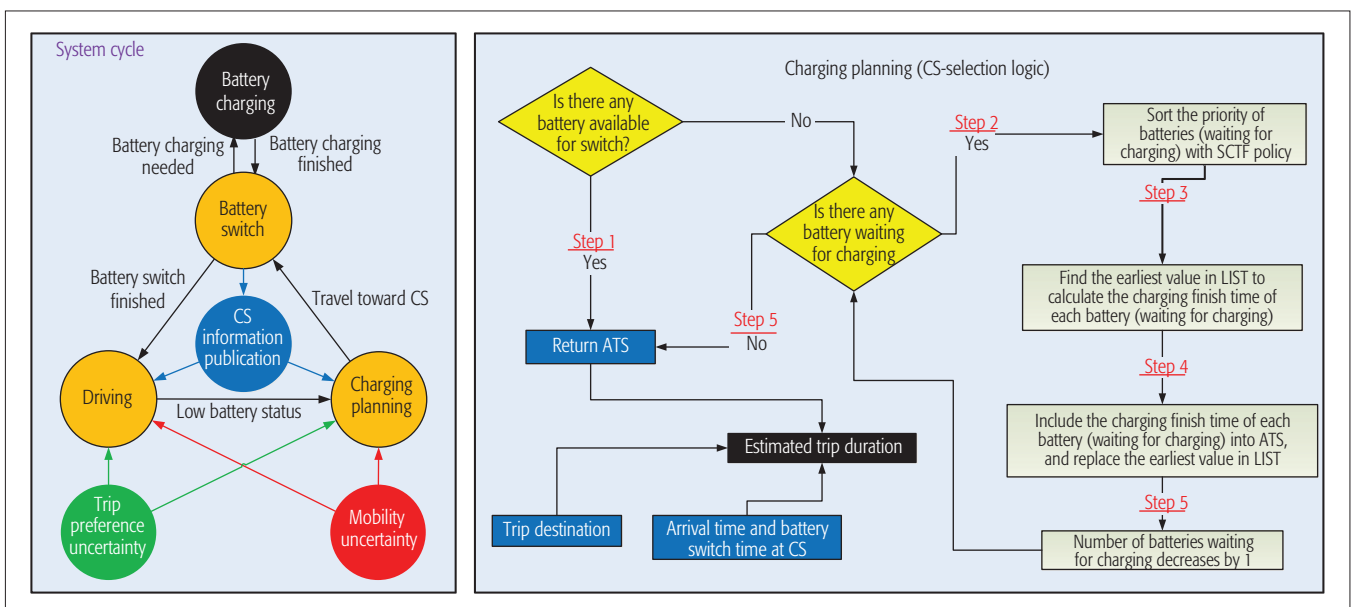 System cycle
Battery
charging
Battery charging
needed
Battery charging
finished
Battery
switch
Battery switch
finished
Travel toward CS
CS
information
publication
Driving
Low battery status
Charging
planning
Trip
preference
uncertainty
Mobility
uncertainty
Charging planning (CS-selection logic)
Is there any
battery available
for switch?
No
Step 1
Yes
Is there any
battery waiting
for charging
Step 2
Yes
Sort the priority of
batteries (waiting for
charging) with SCTF policy
Step 3
Find the earliest value in LIST to
calculate the charging finish time of
each battery (waiting for charging)
Step 4
Include the charging finish time of each
battery (waiting for charging) into ATS,
and replace the earliest value in LIST
Step 5
Number of batteries waiting
for charging decreases by 1
Step 5
No
Return ATS
Estimated trip duration
Trip destination
Arrival time and battery
switch time at CS